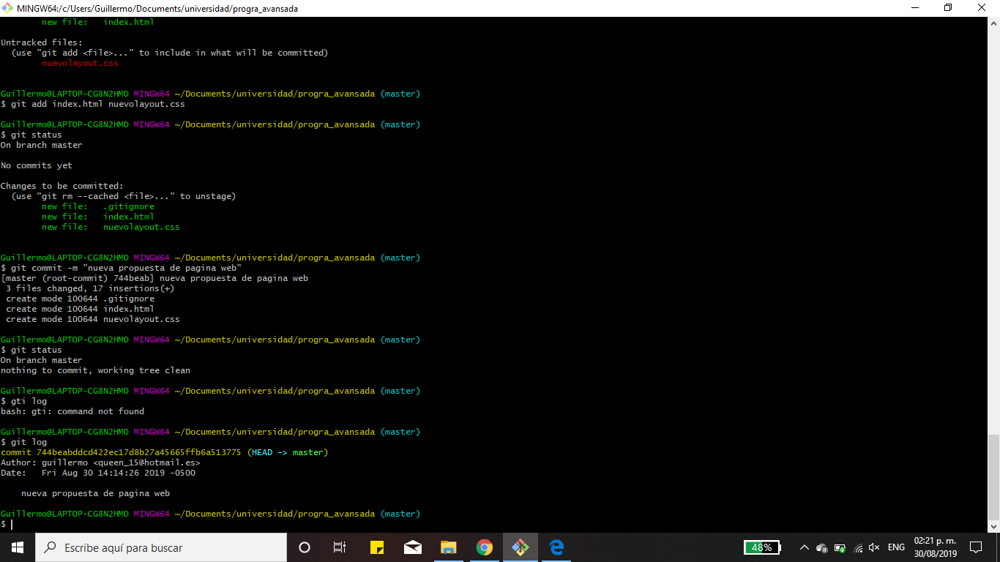 MINGW64:/c/Users/Guillermo/Documents/universidad/progra_avansada
new file:   index.html
Untracked files:
(use "git add <file>..." to include in what will be committed)
nuevolayout.css
Guillermo@LAPTOP-CG8N2HMO MINGW64 ~/Documents/universidad/progra_avansada (master)
$ git add index.html nuevolayout.css
Guillermo@LAPTOP-CG8N2HMO MINGW64 ~/Documents/universidad/progra_avansada (master)
$ git status
On branch master
No commits yet
Changes to be committed:
(use "git rm --cached <file>..." to unstage)
new file:   .gitignore
new file:   index.html
new file:   nuevolayout.css
Guillermo@LAPTOP-CG8N2HMO MINGW64 ~/Documents/universidad/progra_avansada (master)
$ git commit -m "nueva propuesta de pagina web"
[master (root-commit) 744beab] nueva propuesta de pagina web
3 files changed, 17 insertions(+)
create mode 100644 .gitignore
create mode 100644 index.html
create mode 100644 nuevolayout.css
Guillermo@LAPTOP-CG8N2HMO MINGW64 ~/Documents/universidad/progra_avansada (master)
$ git status
On branch master
nothing to commit, working tree clean
Guillermo@LAPTOP-CG8N2HMO MINGW64 ~/Documents/universidad/progra_avansada (master)
$ gti log
bash: gti: command not found
Guillermo@LAPTOP-CG8N2HMO MINGW64 ~/Documents/universidad/progra_avansada (master)
$ git log
commit 744beabddcd422ec17d8b27a45665ffb6a513775 (HEAD -> master)
Author: guillermo <queen_15@hotmail.es>
Date:   Fri Aug 30 14:14:26 2019 -0500
nueva propuesta de pagina web
Guillermo@LAPTOP-CG8N2HMO MINGW64 ~/Documents/universidad/progra_avansada (master)
$
Escribe aquí para buscar
48%
ENG
02:21 p. m.
30/08/2019